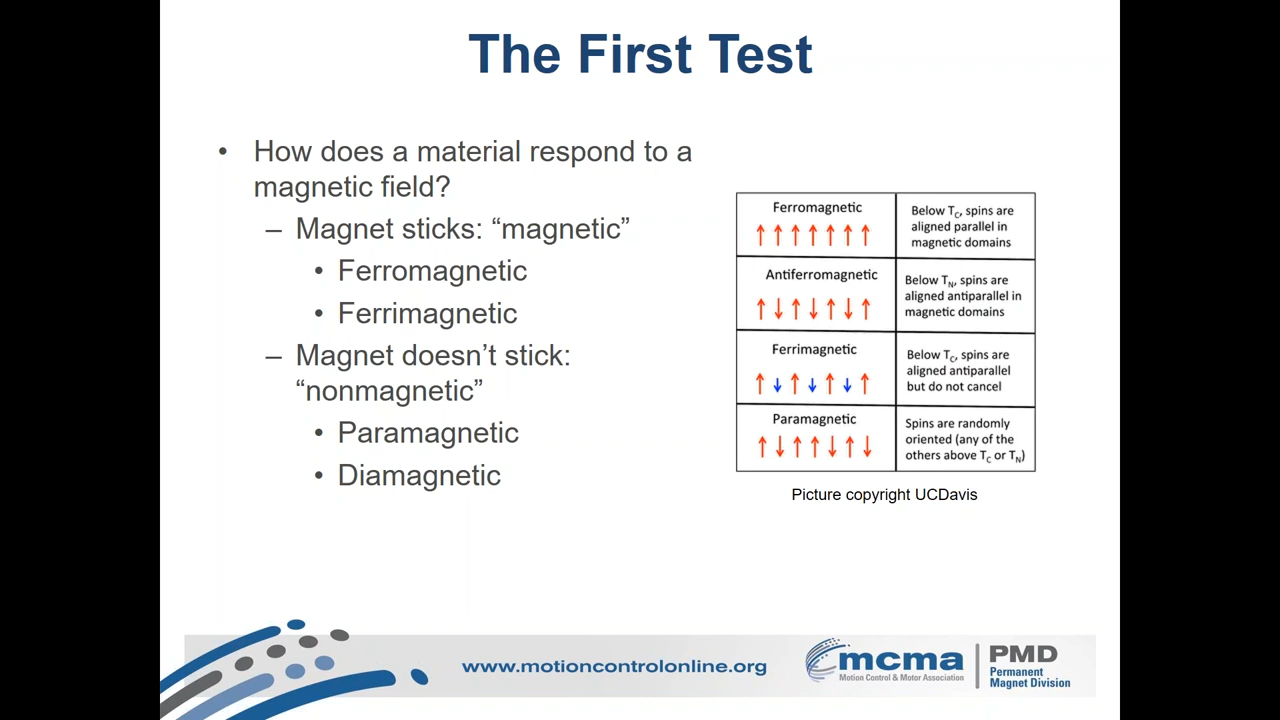 The First Test
• How does a material respond to a
magnetic field?
– Magnet sticks: “magnetic”
• Ferromagnetic
• Ferrimagnetic
– Magnet doesn’t stick:
“nonmagnetic”
• Paramagnetic
• Diamagnetic
Ferromagnetic
Below TC, spins are
aligned parallel in
magnetic domains
Antiferromagnetic
Below TN, spins are
aligned antiparallel in
magnetic domains
Ferrimagnetic
Below TC, spins are
aligned antiparallel
but do not cancel
Paramagnetic
Spins are randomly
oriented (any of the
others above TC or TN)
Picture copyright UCDavis
www.motioncontrolonline.org
mcma
Motion Control & Motor Association
PMD
Permanent
Magnet Division